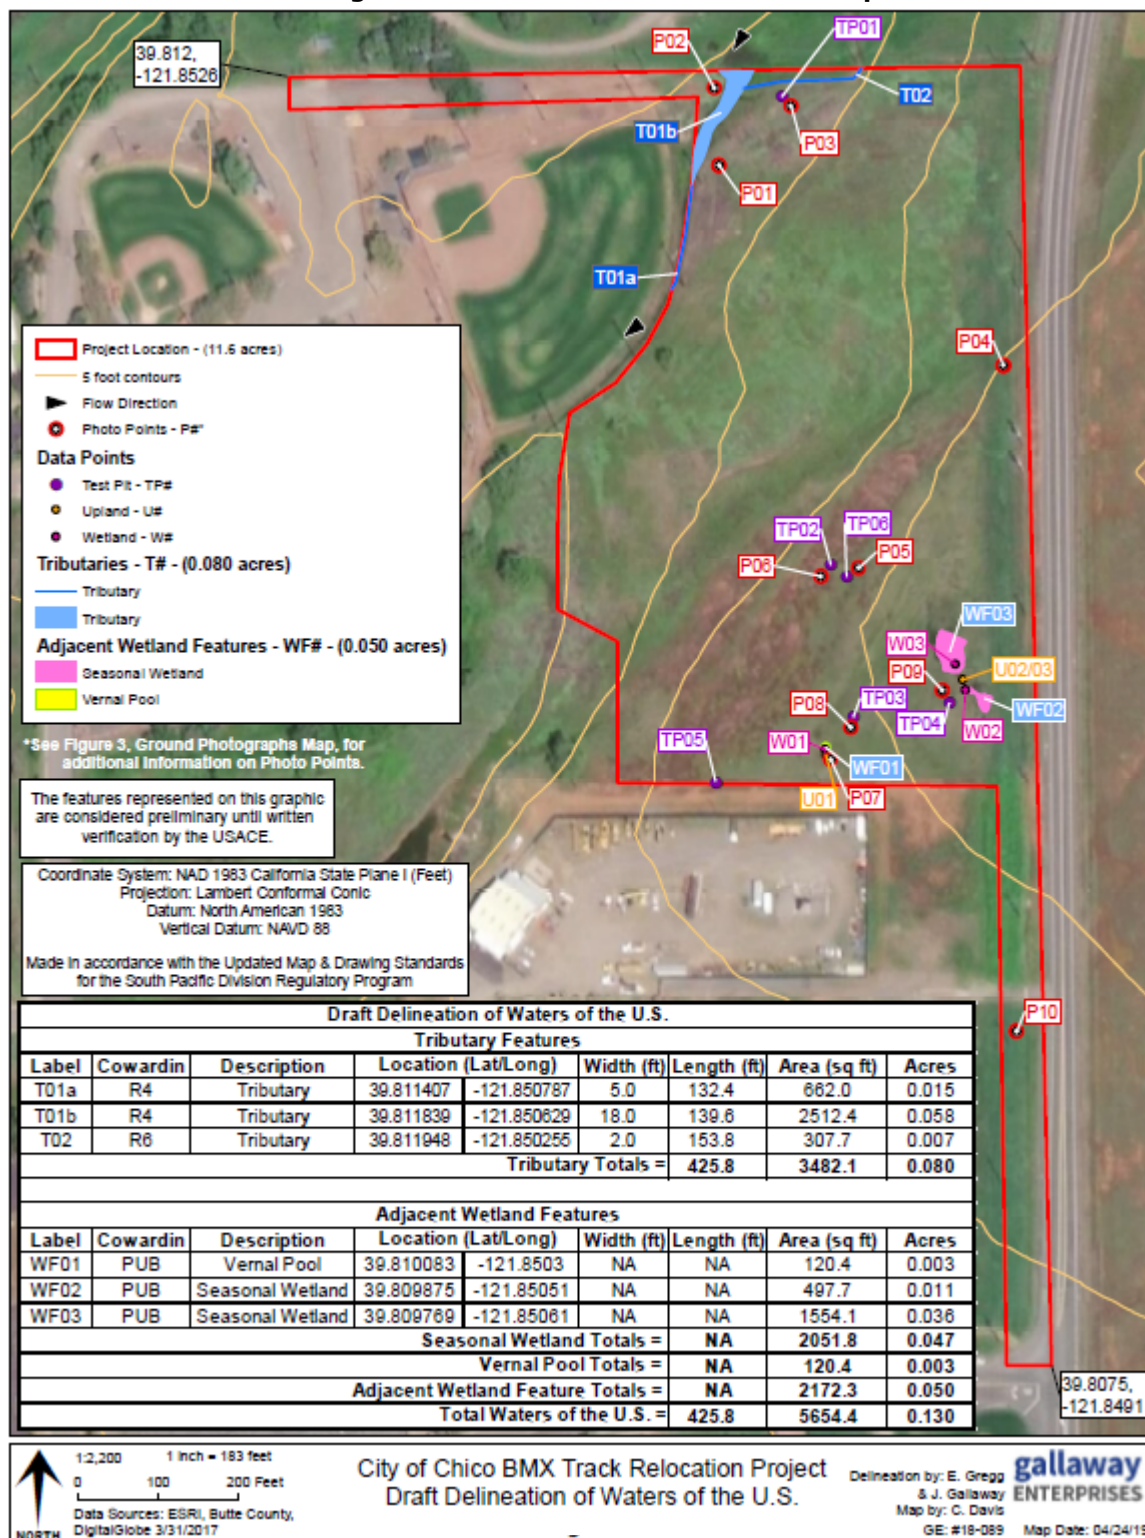 39.812,
-121.8526
P02
TP01
T02
T01b
P03
P01
T01a
P04
Project Location - (11.6 acres)
5 foot contours
Flow Direction
Photo Points - P#*
Data Points
Test Pit - TP#
Upland - U#
Wetland - W#
Tributaries - T# - (0.080 acres)
Tributary
Tributary
Adjacent Wetland Features - WF# - (0.050 acres)
Seasonal Wetland
Vernal Pool
TP02
TP06
P06
P05
WF03
W03
U02/03
P09
WF02
TP03
P08
TP04
W02
W01
TP05
WF01
U01
P07
*See Figure 3, Ground Photographs Map, for
additional information on Photo Points.
The features represented on this graphic
are considered preliminary until written
verification by the USACE.
Coordinate System: NAD 1983 California State Plane I (Feet)
Projection: Lambert Conformal Conic
Datum: North American 1983
Vertical Datum: NAVD 88
Made in accordance with the Updated Map & Drawing Standards
for the South Pacific Division Regulatory Program
P10
Draft Delineation of Waters of the U.S.
Tributary Features
Label Cowardin Description Location (Lat/Long) Width (ft) Length (ft) Area (sq ft) Acres
T01a R4 Tributary 39.811407 -121.850787 5.0 132.4 662.0 0.015
T01b R4 Tributary 39.811839 -121.850629 18.0 139.6 2512.4 0.058
T02 R6 Tributary 39.811948 -121.850255 2.0 153.8 307.7 0.007
Tributary Totals = 425.8 3482.1 0.080
Adjacent Wetland Features
Label Cowardin Description Location (Lat/Long) Width (ft) Length (ft) Area (sq ft) Acres
WF01 PUB Vernal Pool 39.810083 -121.8503 NA NA 120.4 0.003
WF02 PUB Seasonal Wetland 39.809875 -121.85051 NA NA 497.7 0.011
WF03 PUB Seasonal Wetland 39.809769 -121.85061 NA NA 1554.1 0.036
Seasonal Wetland Totals = NA 2051.8 0.047
Vernal Pool Totals = NA 120.4 0.003
Adjacent Wetland Feature Totals = NA 2172.3 0.050
Total Waters of the U.S. = 425.8 5654.4 0.130
39.8075,
-121.8491
NORTH
1:2,200 1 inch = 183 feet
0 100 200 Feet
Data Sources: ESRI, Butte County,
DigitalGlobe 3/31/2017
City of Chico BMX Track Relocation Project
Draft Delineation of Waters of the U.S.
Delineation by: E. Gregg
& J. Gallaway
Map by: C. Davis
GE: #18-089 Map Date: 04/24/19
gallaway
ENTERPRISES